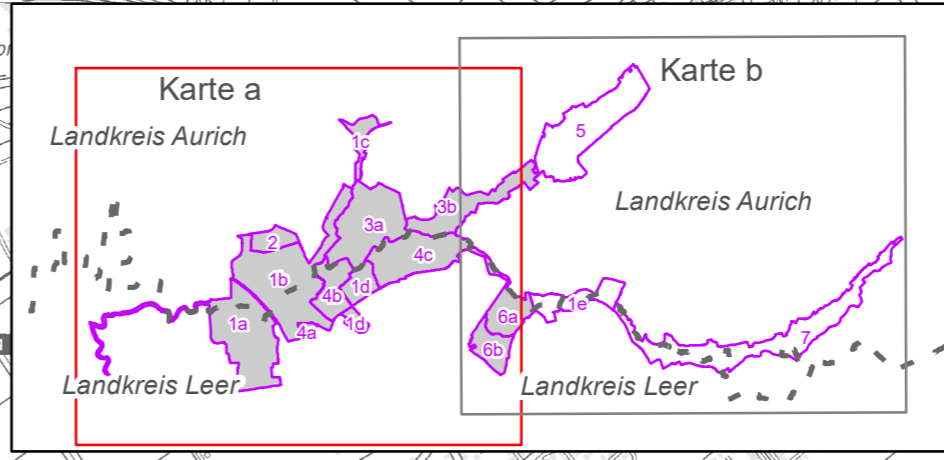 Karte a
Karte b
Landkreis Aurich
1c
5
Landkreis Aurich
3b
3a
2
4c
1b
1d
4b
1e
6a
1a
1d
4a
7
6b
Landkreis Leer
Landkreis Leer